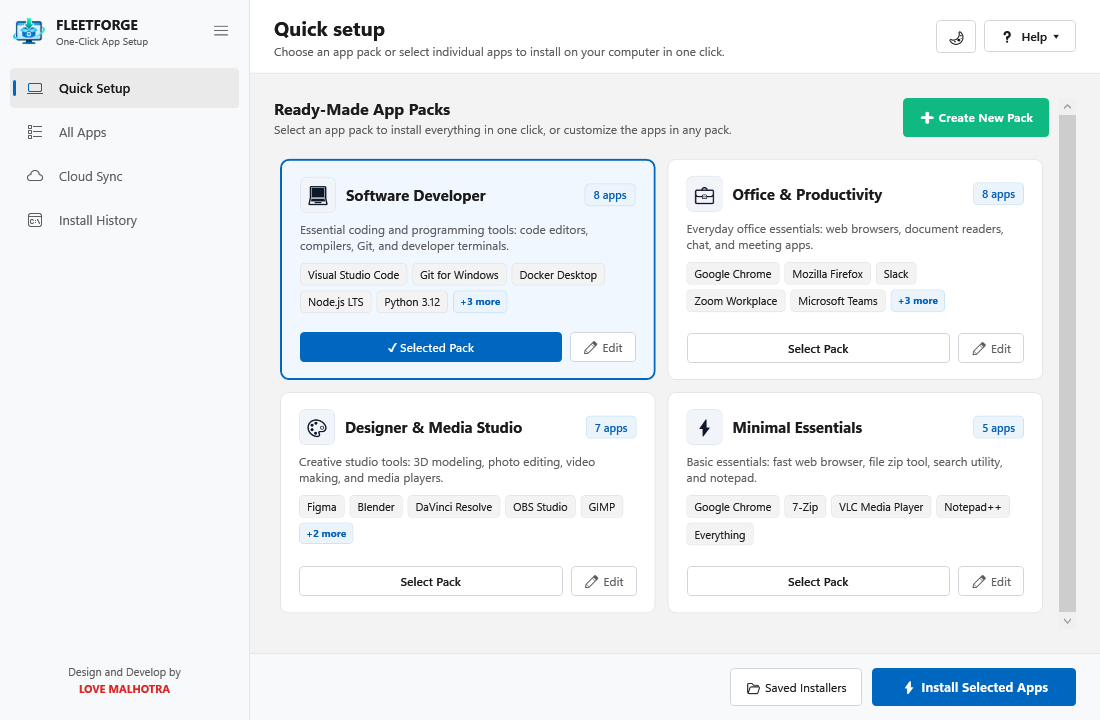 FLEETFORGE
One-Click App Setup
Quick Setup
All Apps
Cloud Sync
Install History
Design and Develop by
LOVE MALHOTRA
Quick setup
Choose an app pack or select individual apps to install on your computer in one click.
? Help
Ready-Made App Packs
Select an app pack to install everything in one click, or customize the apps in any pack.
Create New Pack
Software Developer
8 apps
Essential coding and programming tools: code editors,
compilers, Git, and developer terminals.
Visual Studio Code Git for Windows Docker Desktop
Node.js LTS Python 3.12 +3 more
✓ Selected Pack Edit
Office & Productivity
8 apps
Everyday office essentials: web browsers, document readers,
chat, and meeting apps.
Google Chrome Mozilla Firefox Slack
Zoom Workplace Microsoft Teams +3 more
Select Pack Edit
Designer & Media Studio
7 apps
Creative studio tools: 3D modeling, photo editing, video
making, and media players.
Figma Blender DaVinci Resolve OBS Studio GIMP
+2 more
Select Pack Edit
Minimal Essentials
5 apps
Basic essentials: fast web browser, file zip tool, search utility,
and notepad.
Google Chrome 7-Zip VLC Media Player Notepad++
Everything
Select Pack Edit
Saved Installers
Install Selected Apps